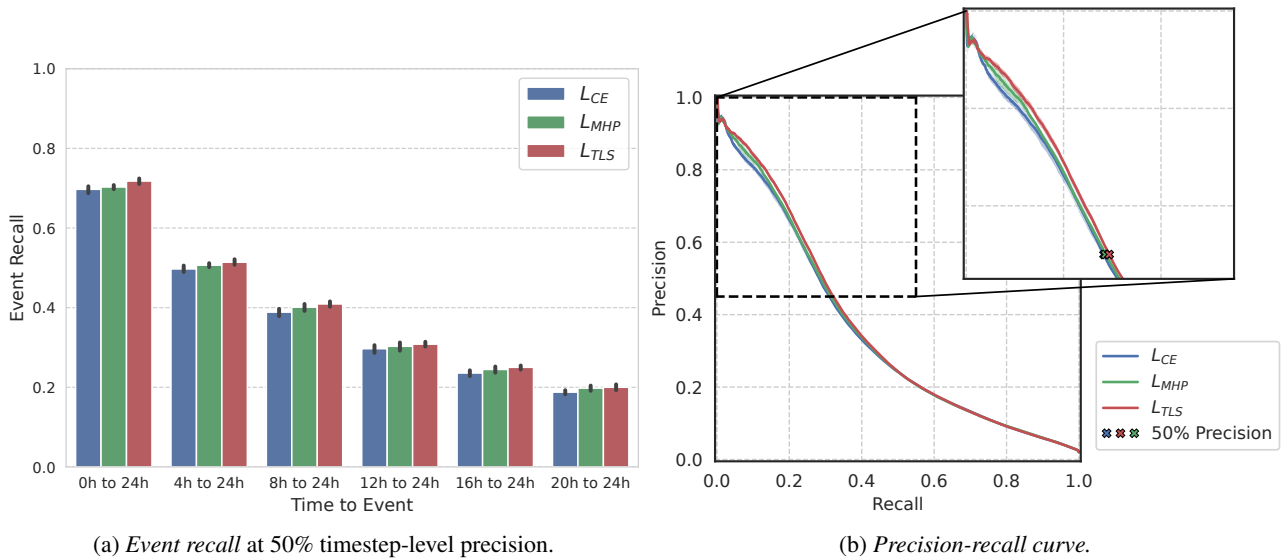 1.0
0.8
0.6
0.4
0.2
0.0
Event Recall
L_CE
L_MHP
L_TLS
0h to 24h 4h to 24h 8h to 24h 12h to 24h 16h to 24h 20h to 24h
Time to Event
(a) Event recall at 50% timestep-level precision.
1.0
0.8
0.6
0.4
0.2
0.0
Precision
0.0 0.2 0.4 0.6 0.8 1.0
Recall
L_CE
L_MHP
L_TLS
50% Precision
(b) Precision-recall curve.